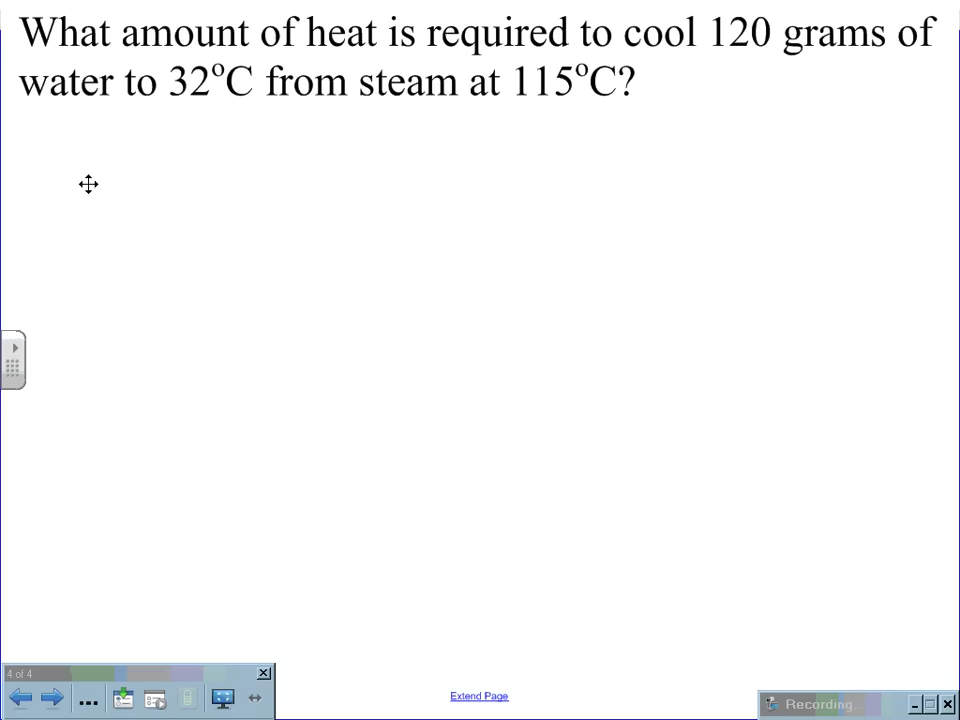 What amount of heat is required to cool 120 grams of
water to 32°C from steam at 115°C?
4 of 4
Extend Page
Recording...